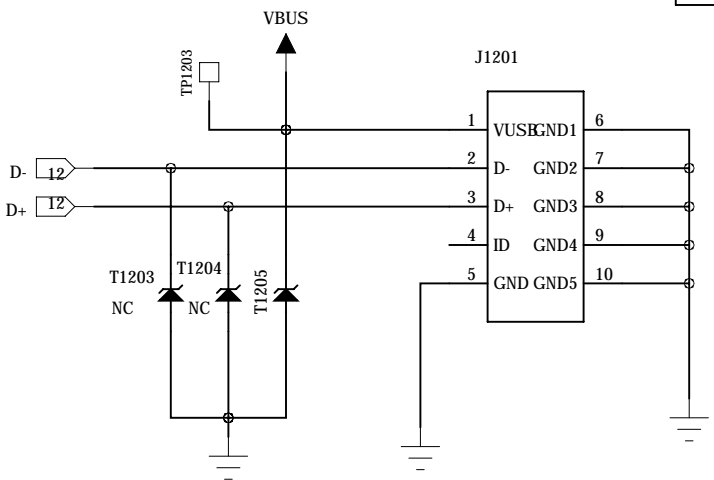 VBUS
TP1203
J1201
1 VUSB GND1 6
D- 12 2 D- GND2 7
D+ 12 3 D+ GND3 8
4 ID GND4 9
5 GND GND5 10
T1203 T1204 T1205
NC NC